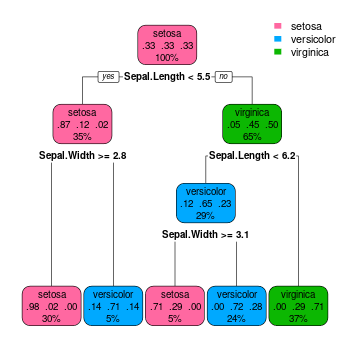 setosa
versicolor
virginica
setosa
.33 .33 .33
100%
yes Sepal.Length < 5.5 no
setosa
.87 .12 .02
35%
virginica
.05 .45 .50
65%
Sepal.Width >= 2.8
Sepal.Length < 6.2
versicolor
.12 .65 .23
29%
Sepal.Width >= 3.1
setosa
.98 .02 .00
30%
versicolor
.14 .71 .14
5%
setosa
.71 .29 .00
5%
versicolor
.00 .72 .28
24%
virginica
.00 .29 .71
37%